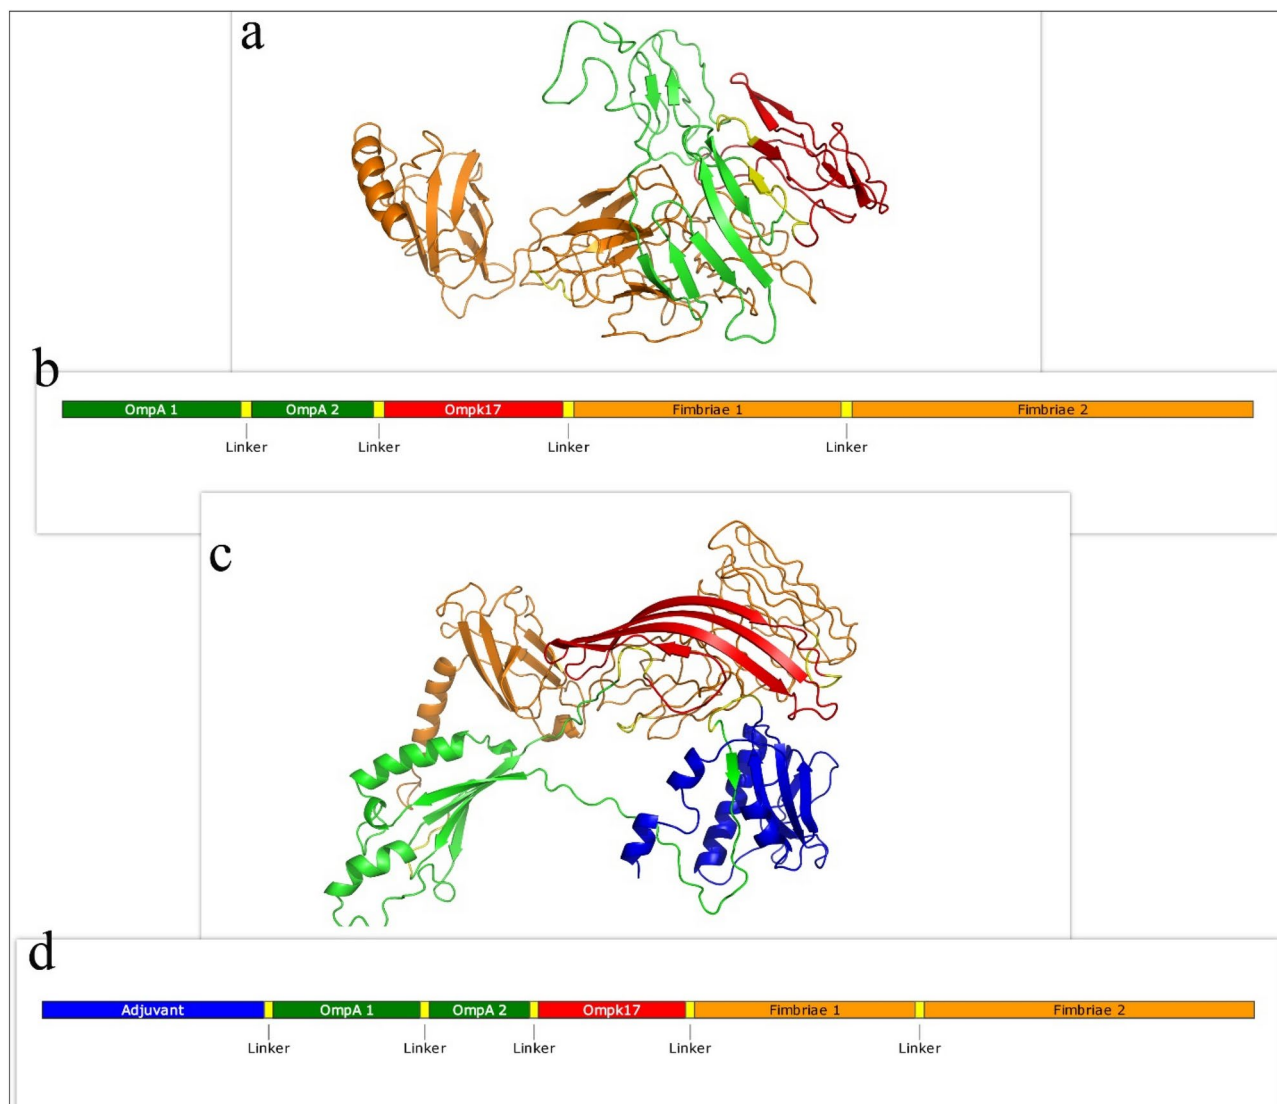 a
b
OmpA 1 OmpA 2 Ompk17 Fimbriae 1 Fimbriae 2
Linker Linker Linker Linker
c
d
Adjuvant OmpA 1 OmpA 2 Ompk17 Fimbriae 1 Fimbriae 2
Linker Linker Linker Linker Linker